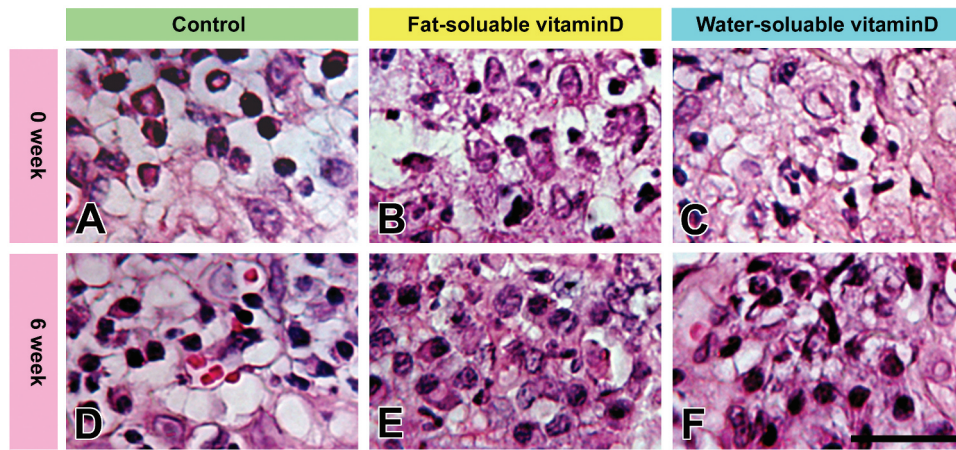 Control
Fat-soluable vitaminD
Water-soluable vitaminD
0 week
A
B
C
6 week
D
E
F